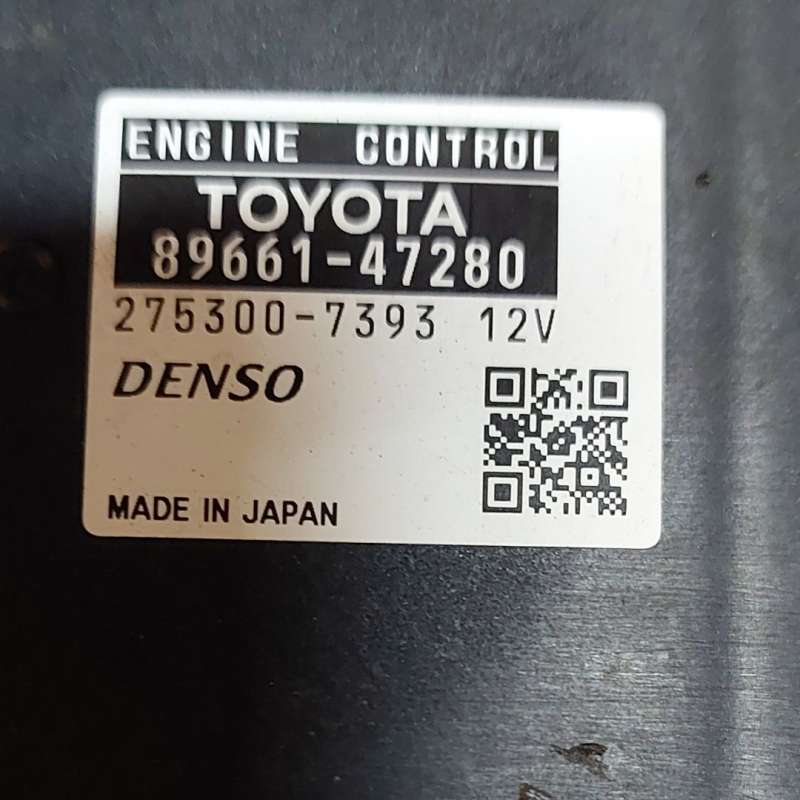 ENGINE CONTROL
TOYOTA
89661-47280
275300-7393 12V
DENSO
MADE IN JAPAN